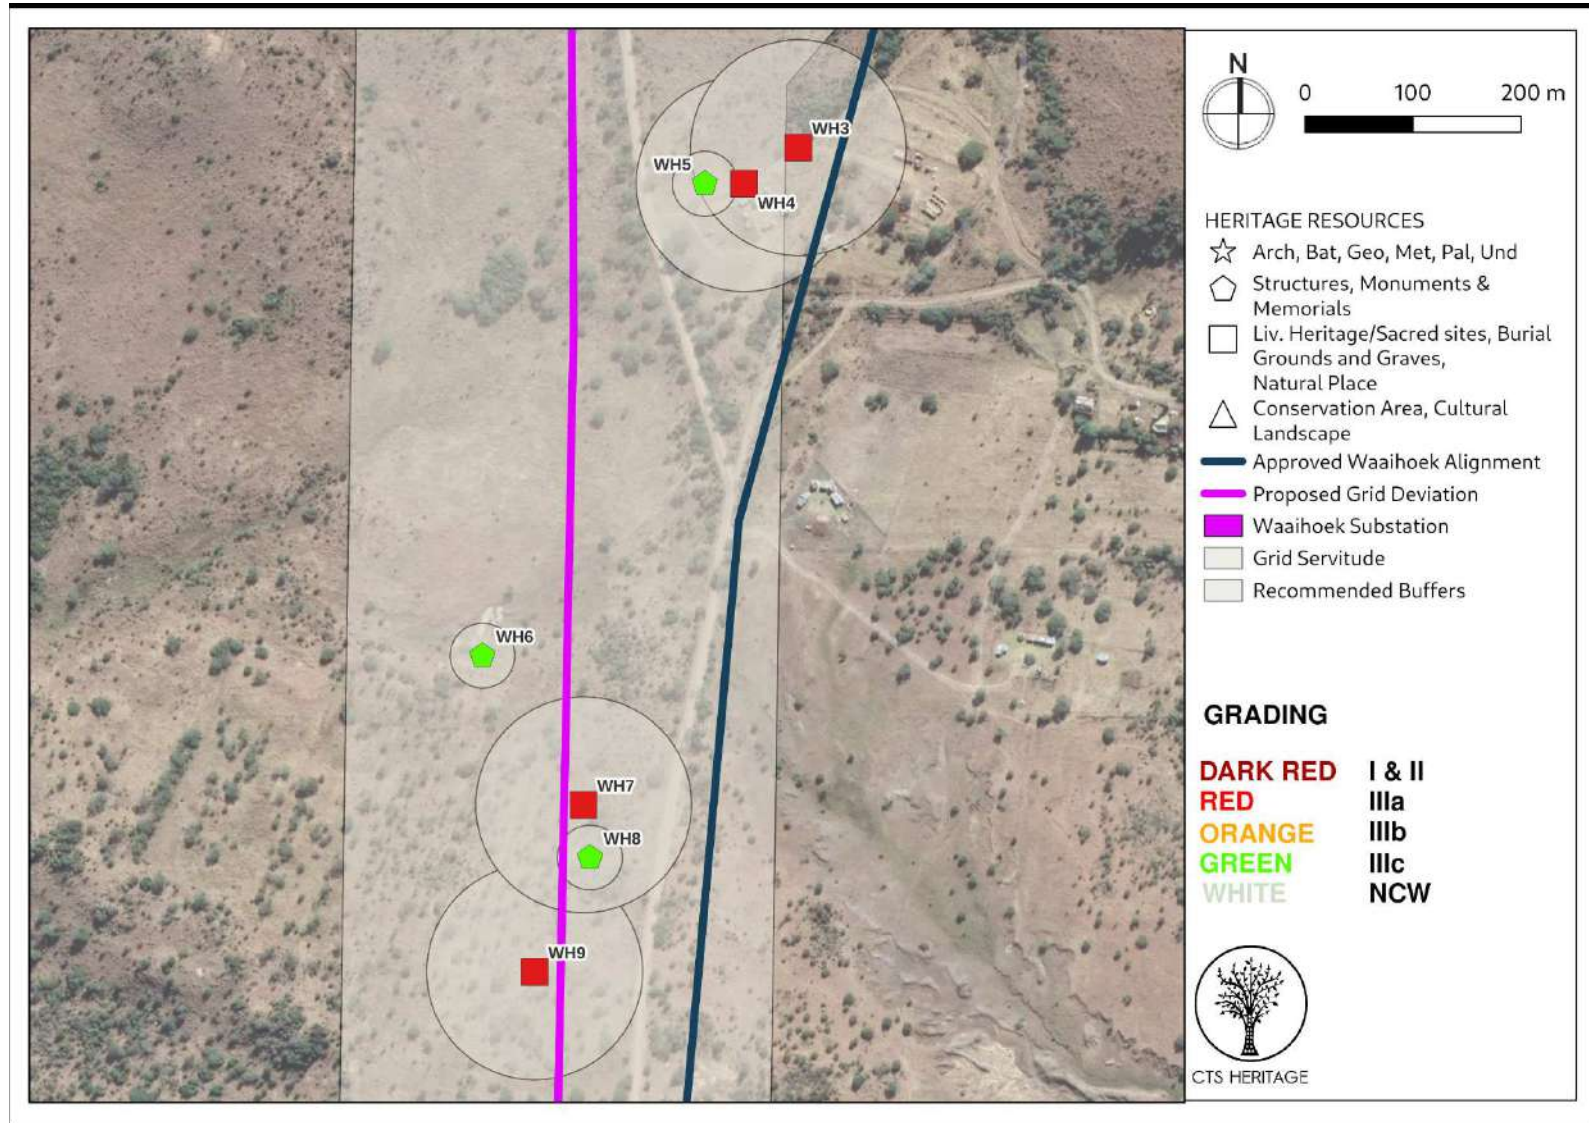 WH3
WH5
WH4
WH6
WH7
WH8
WH9
N
0 100 200 m
HERITAGE RESOURCES
Arch, Bat, Geo, Met, Pal, Und
Structures, Monuments &
Memorials
Liv. Heritage/Sacred sites, Burial
Grounds and Graves,
Natural Place
Conservation Area, Cultural
Landscape
Approved Waaihoek Alignment
Proposed Grid Deviation
Waaihoek Substation
Grid Servitude
Recommended Buffers
GRADING
DARK RED I & II
RED IIIa
ORANGE IIIb
GREEN IIIc
WHITE NCW
CTS HERITAGE